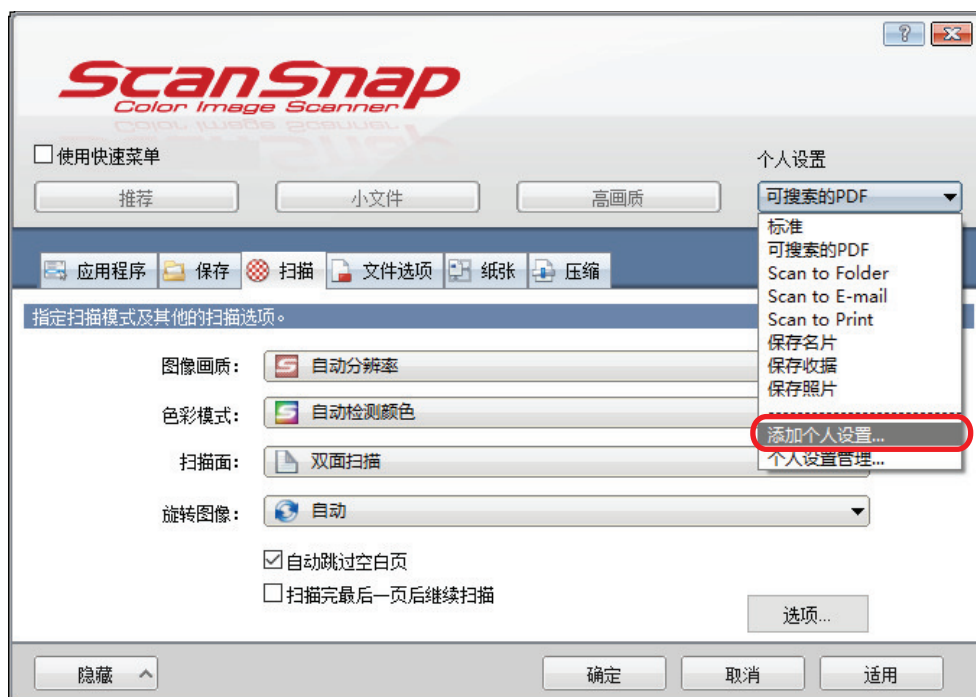 ScanSnap
Color Image Scanner
使用快速菜单
个人设置
推荐
小文件
高画质
可搜索的PDF
标准
可搜索的PDF
Scan to Folder
Scan to E-mail
Scan to Print
保存名片
保存收据
保存照片
添加个人设置...
个人设置管理...
应用程序
保存
扫描
文件选项
纸张
压缩
指定扫描模式及其他的扫描选项。
图像画质:
自动分辨率
色彩模式:
自动检测颜色
扫描面:
双面扫描
旋转图像:
自动
自动跳过空白页
扫描完最后一页后继续扫描
选项...
隐藏
确定
取消
适用